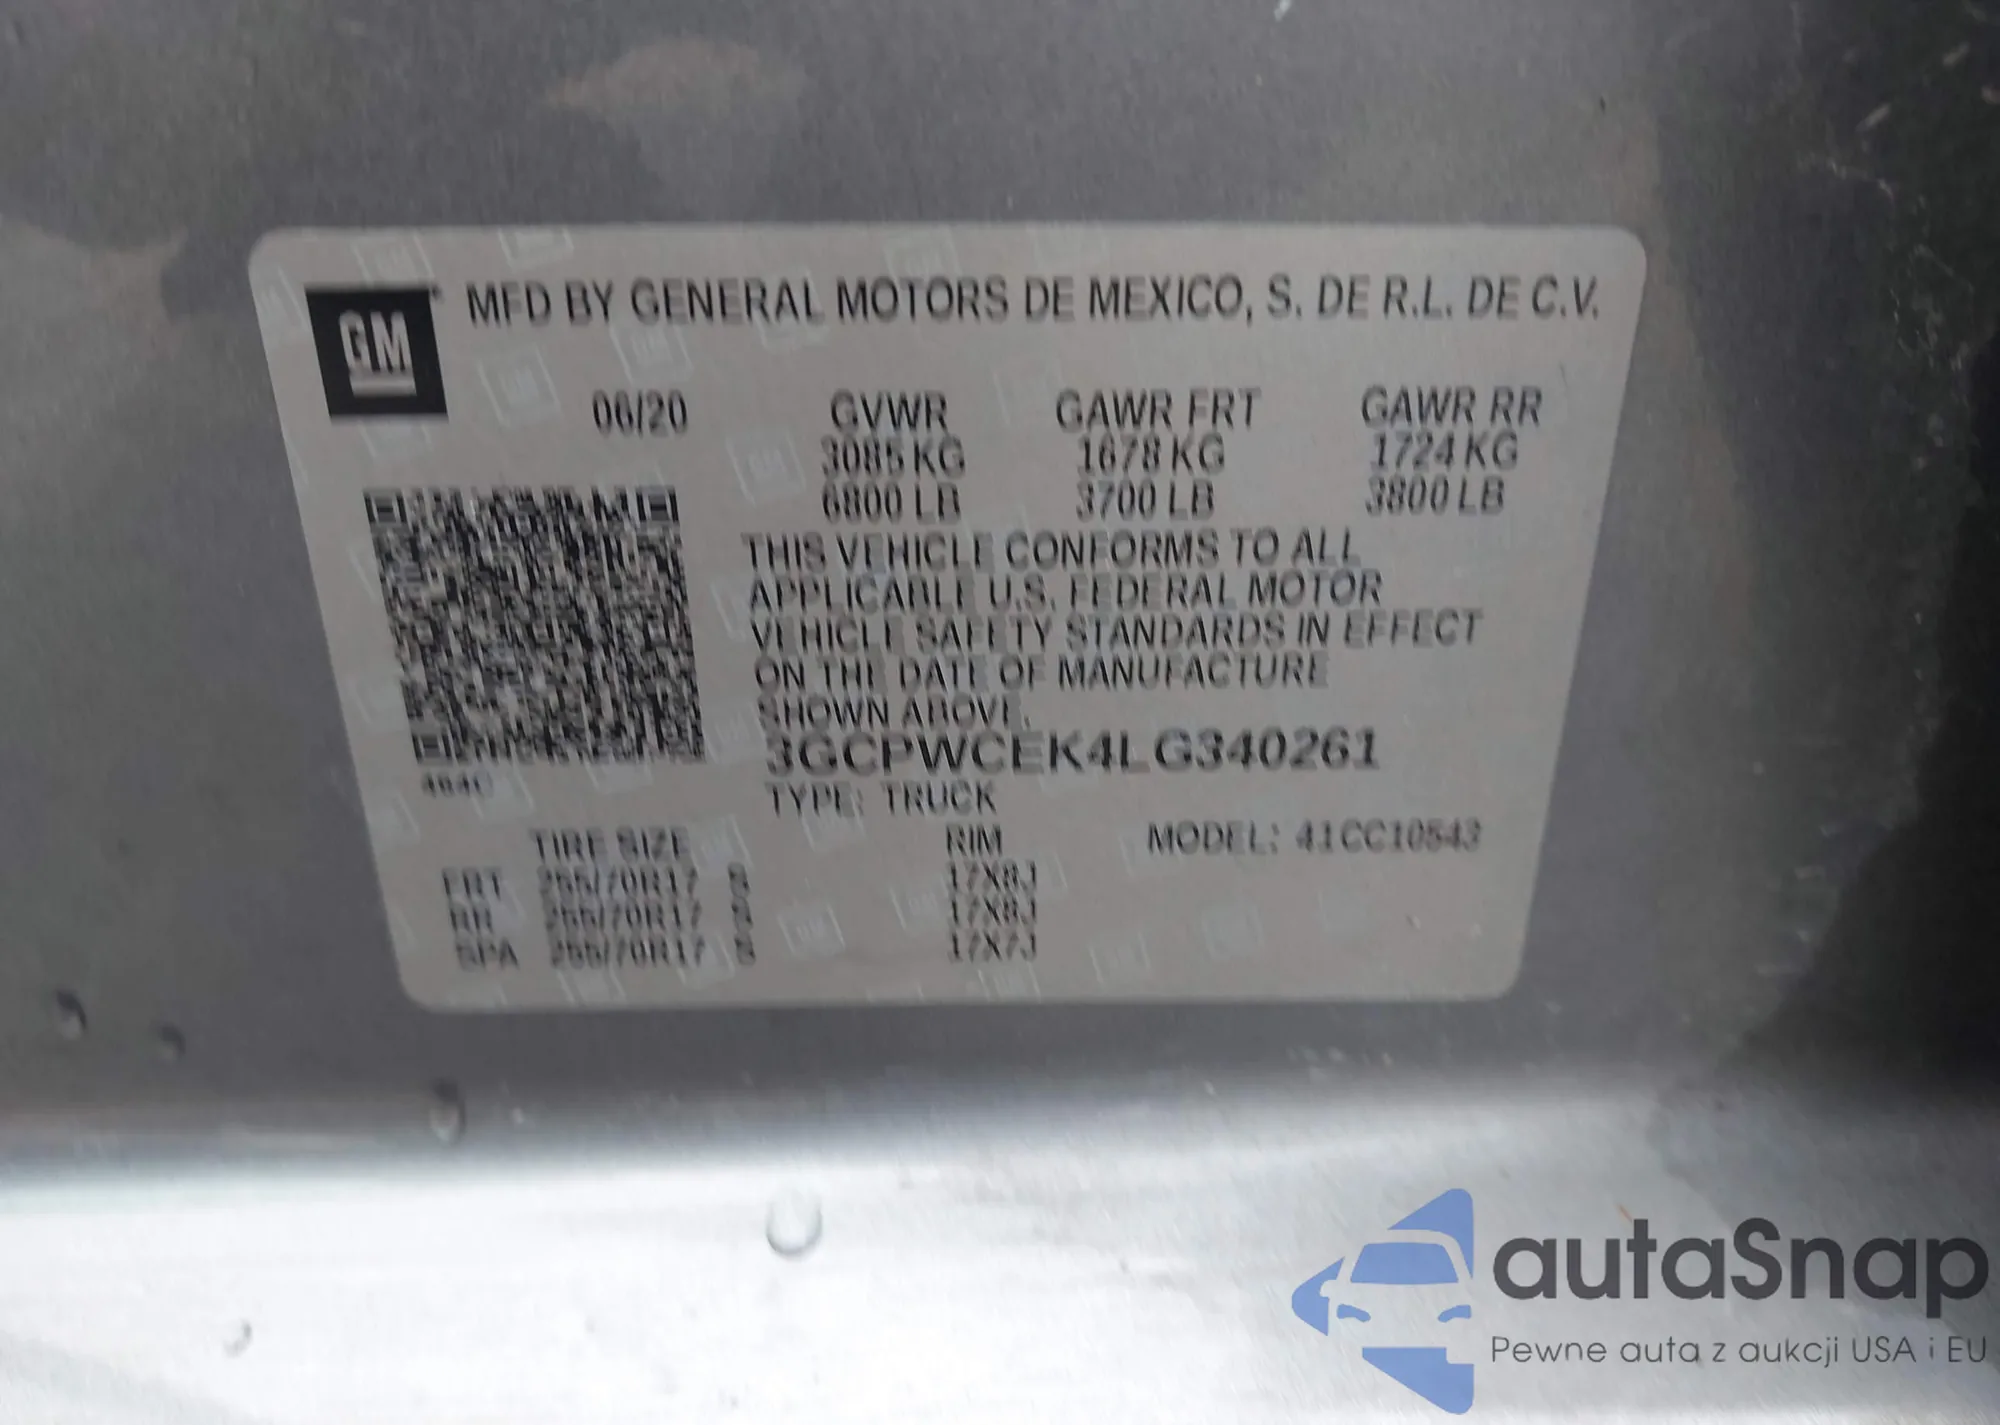 GM
MFD BY GENERAL MOTORS DE MEXICO, S. DE R.L. DE C.V.
06/20 GVWR GAWR FRT GAWR RR
3085 KG 1678 KG 1724 KG
6800 LB 3700 LB 3800 LB
THIS VEHICLE CONFORMS TO ALL
APPLICABLE U.S. FEDERAL MOTOR
VEHICLE SAFETY STANDARDS IN EFFECT
ON THE DATE OF MANUFACTURE
SHOWN ABOVE.
3GCPWCEK4LG340261
TYPE: TRUCK
TIRE SIZE RIM MODEL: 41CC10543
FRT 255/70R17 S 17X8J
RR 255/70R17 S 17X8J
SPA 255/70R17 S 17X7J
autaSnap
Pewne auta z aukcji USA i EU